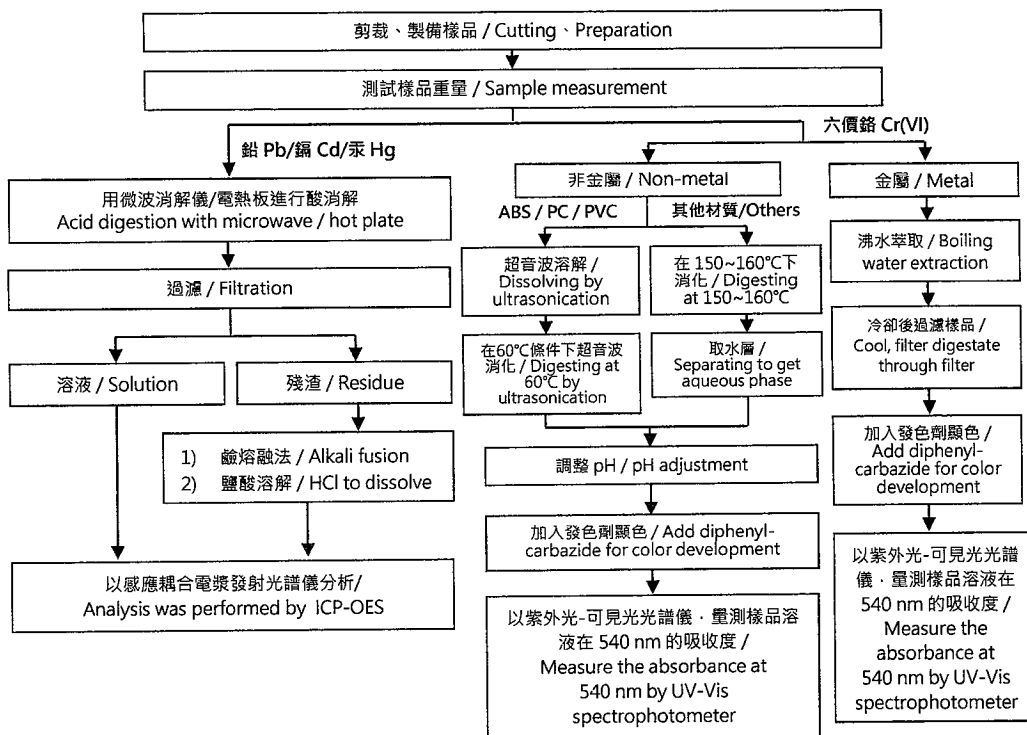 剪裁、製備樣品 / Cutting、Preparation
測試樣品重量 / Sample measurement
鉛 Pb/鎘 Cd/汞 Hg
六價鉻 Cr(VI)
用微波消解儀/電熱板進行酸消解
Acid digestion with microwave / hot plate
過濾 / Filtration
溶液 / Solution
殘渣 / Residue
1) 鹼熔融法 / Alkali fusion
2) 鹽酸溶解 / HCl to dissolve
以感應耦合電漿發射光譜儀分析/
Analysis was performed by ICP-OES
非金屬 / Non-metal
ABS / PC / PVC
其他材質/Others
超音波溶解 /
Dissolving by
ultrasonication
在60℃條件下超音波
消化 / Digesting at
60℃ by
ultrasonication
在 150~160℃下
消化 / Digesting
at 150~160℃
取水層 /
Separating to get
aqueous phase
調整 pH / pH adjustment
加入發色劑顯色 / Add diphenyl-
carbazide for color development
以紫外光-可見光光譜儀，量測樣品溶
液在 540 nm 的吸收度 /
Measure the absorbance at
540 nm by UV-Vis
spectrophotometer
金屬 / Metal
沸水萃取 / Boiling
water extraction
冷卻後過濾樣品 /
Cool, filter digestate
through filter
加入發色劑顯色 /
Add diphenyl-
carbazide for color
development
以紫外光-可見光光譜
儀，量測樣品溶液在
540 nm 的吸收度 /
Measure the
absorbance at
540 nm by UV-Vis
spectrophotometer